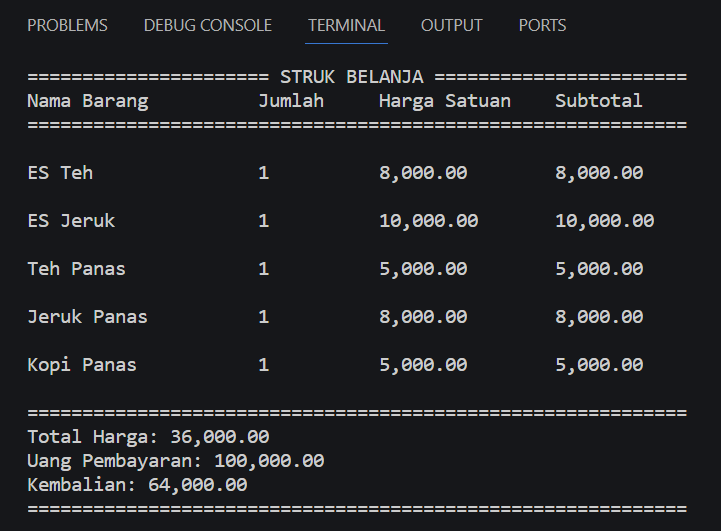 PROBLEMS DEBUG CONSOLE TERMINAL OUTPUT PORTS
====================== STRUK BELANJA =======================
Nama Barang Jumlah Harga Satuan Subtotal
============================================================
ES Teh 1 8,000.00 8,000.00
ES Jeruk 1 10,000.00 10,000.00
Teh Panas 1 5,000.00 5,000.00
Jeruk Panas 1 8,000.00 8,000.00
Kopi Panas 1 5,000.00 5,000.00
============================================================
Total Harga: 36,000.00
Uang Pembayaran: 100,000.00
Kembalian: 64,000.00
============================================================